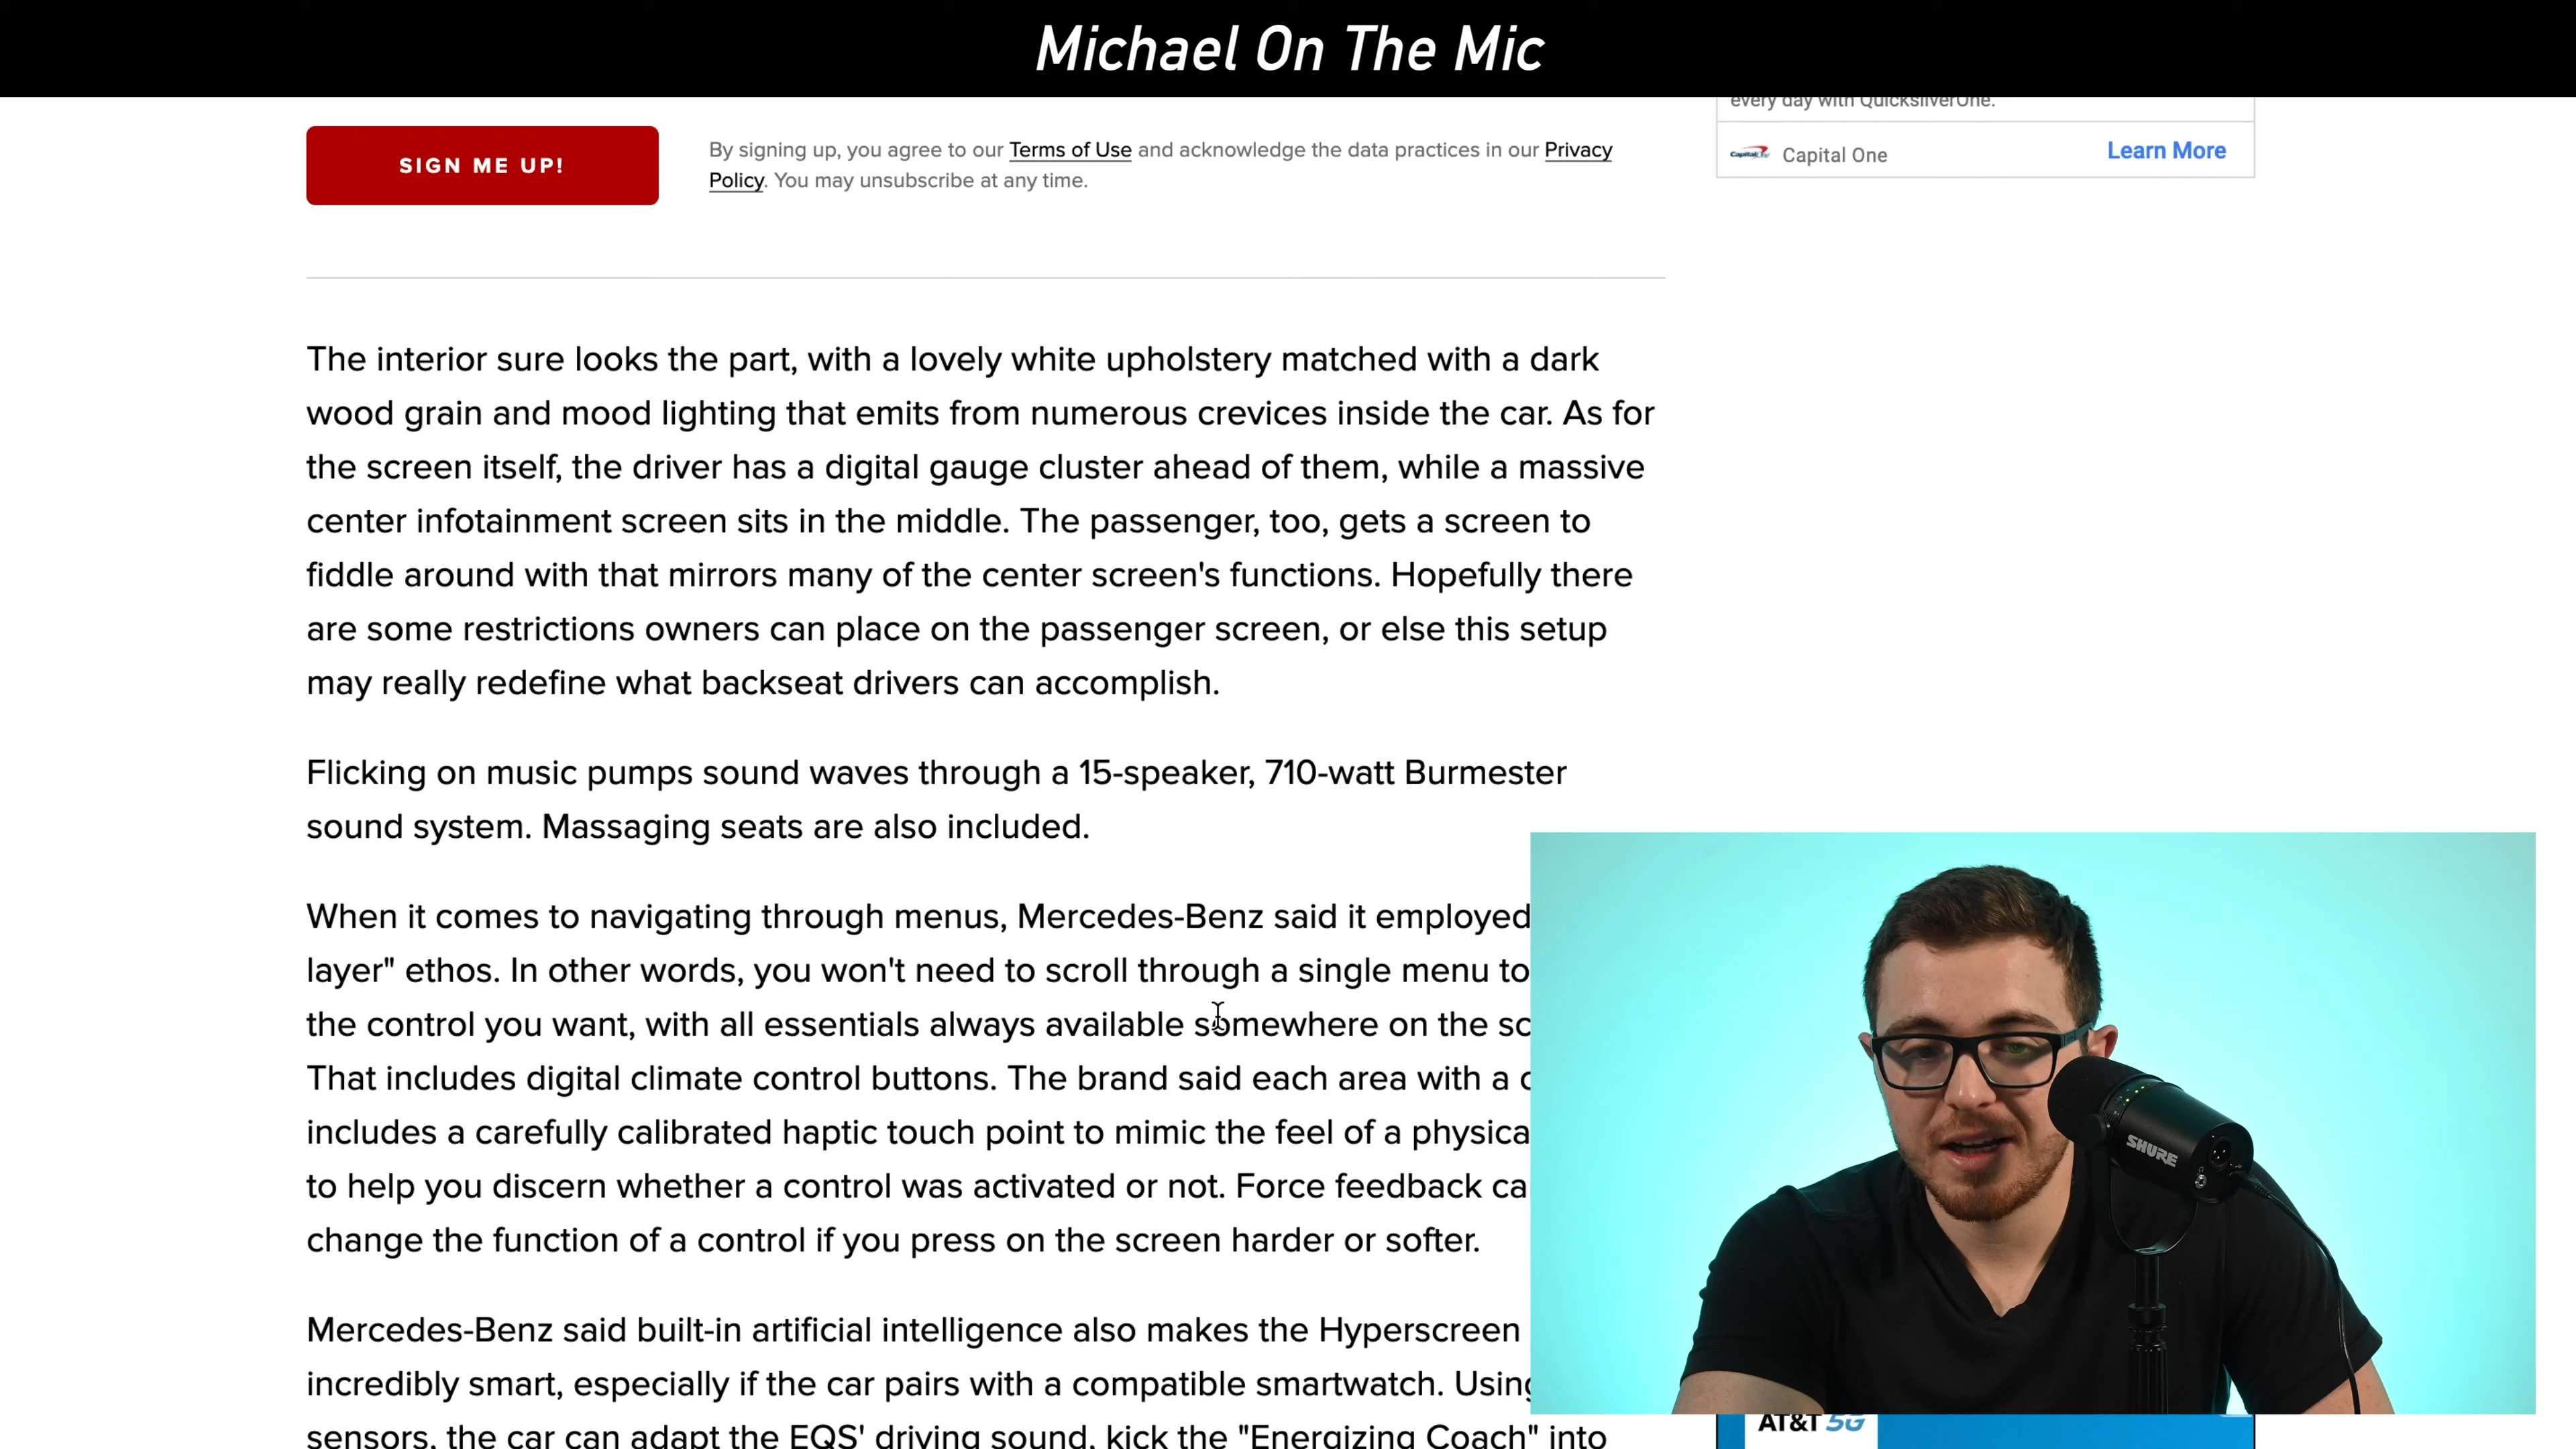 Michael On The Mic
every day with QuicksilverOne.
SIGN ME UP!
By signing up, you agree to our Terms of Use and acknowledge the data practices in our Privacy
Policy. You may unsubscribe at any time.
Capital One
Learn More
The interior sure looks the part, with a lovely white upholstery matched with a dark
wood grain and mood lighting that emits from numerous crevices inside the car. As for
the screen itself, the driver has a digital gauge cluster ahead of them, while a massive
center infotainment screen sits in the middle. The passenger, too, gets a screen to
fiddle around with that mirrors many of the center screen's functions. Hopefully there
are some restrictions owners can place on the passenger screen, or else this setup
may really redefine what backseat drivers can accomplish.
Flicking on music pumps sound waves through a 15-speaker, 710-watt Burmester
sound system. Massaging seats are also included.
When it comes to navigating through menus, Mercedes-Benz said it employed
layer" ethos. In other words, you won't need to scroll through a single menu to
the control you want, with all essentials always available somewhere on the sc
That includes digital climate control buttons. The brand said each area with a
includes a carefully calibrated haptic touch point to mimic the feel of a physica
to help you discern whether a control was activated or not. Force feedback ca
change the function of a control if you press on the screen harder or softer.
Mercedes-Benz said built-in artificial intelligence also makes the Hyperscreen
incredibly smart, especially if the car pairs with a compatible smartwatch. Using
sensors, the car can adapt the EQS' driving sound, kick the "Energizing Coach" into
SHURE
AT&T 5G